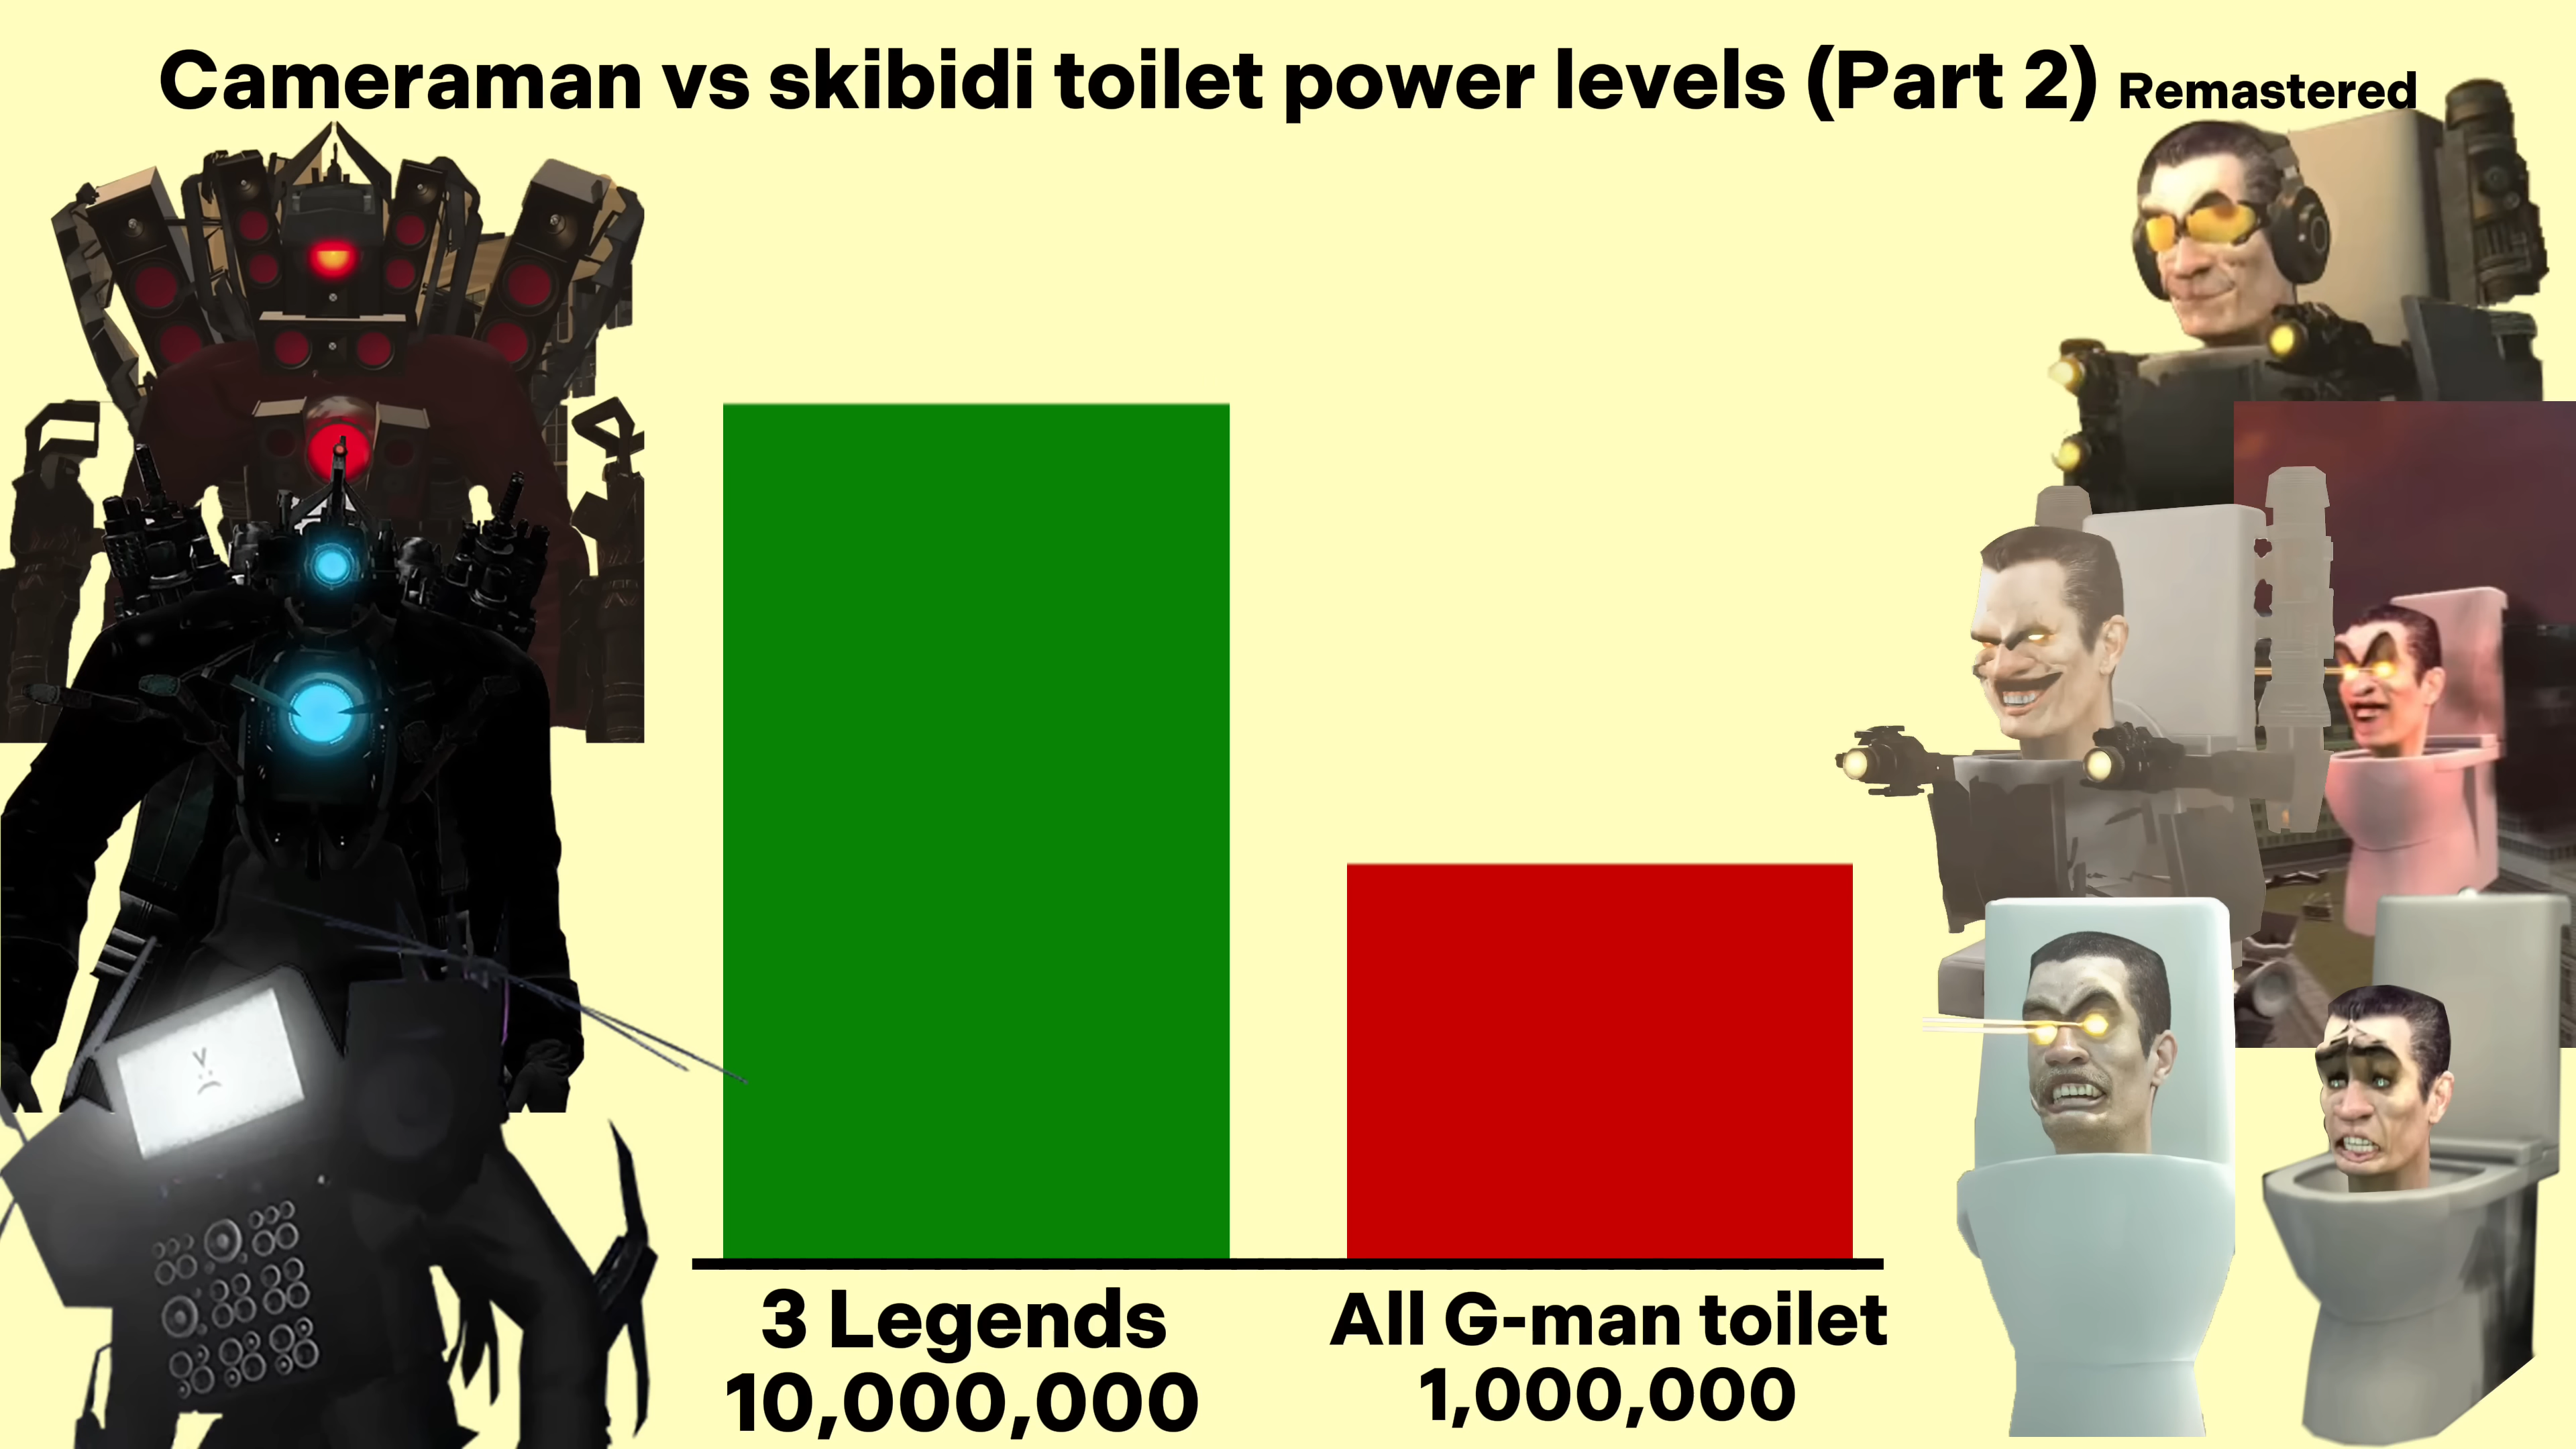 Cameraman vs skibidi toilet power levels (Part 2) Remastered
3 Legends
10,000,000
All G-man toilet
1,000,000